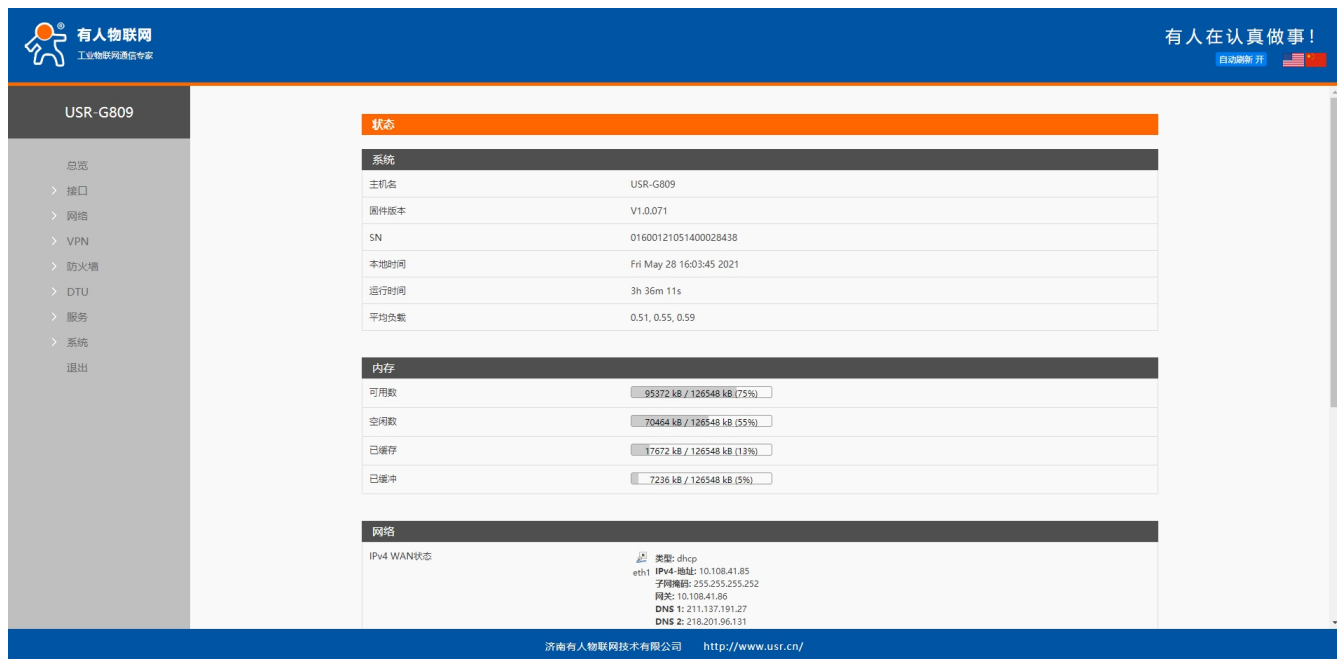 有人物联网
工业物联网通信专家
有人在认真做事!
自动刷新 开
USR-G809
总览
接口
网络
VPN
防火墙
DTU
服务
系统
退出
状态
系统
主机名 USR-G809
固件版本 V1.0.071
SN 01600121051400028438
本地时间 Fri May 28 16:03:45 2021
运行时间 3h 36m 11s
平均负载 0.51, 0.55, 0.59
内存
可用数 95372 kB / 126548 kB (75%)
空闲数 70464 kB / 126548 kB (55%)
已缓存 17672 kB / 126548 kB (13%)
已缓冲 7236 kB / 126548 kB (5%)
网络
IPv4 WAN状态 类型: dhcp
eth1 IPv4-地址: 10.108.41.85
子网掩码: 255.255.255.252
网关: 10.108.41.86
DNS 1: 211.137.191.27
DNS 2: 218.201.96.131
济南有人物联网技术有限公司 http://www.usr.cn/